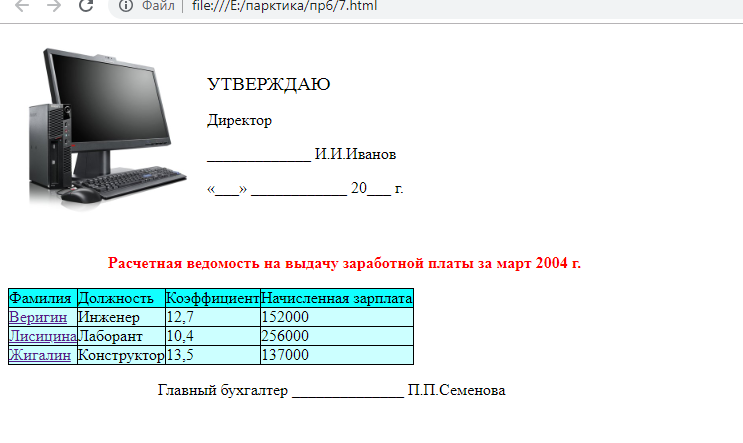 Файл | file:///E:/парктика/пр6/7.html
УТВЕРЖДАЮ
Директор
_____________ И.И.Иванов
«___» ____________ 20___ г.
Расчетная ведомость на выдачу заработной платы за март 2004 г.
Фамилия Должность Коэффициент Начисленная зарплата
Веригин Инженер 12,7 152000
Лисицина Лаборант 10,4 256000
Жигалин Конструктор 13,5 137000
Главный бухгалтер ______________ П.П.Семенова